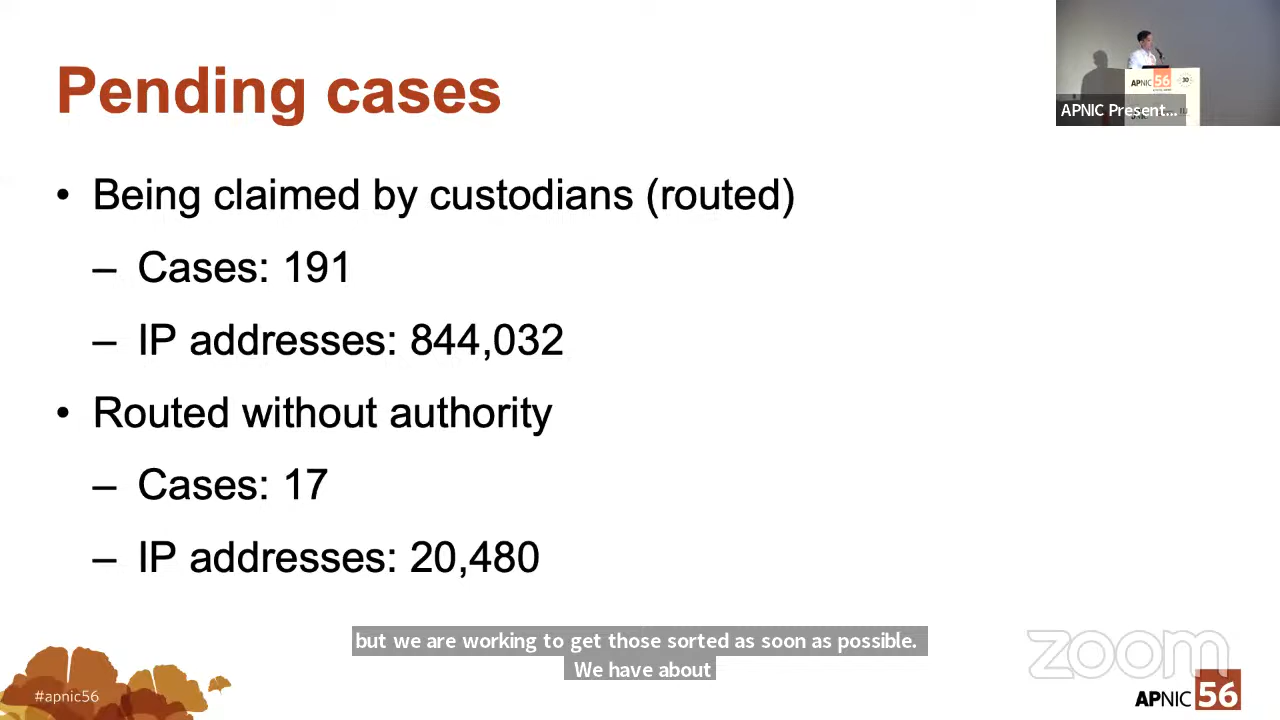 Pending cases
• Being claimed by custodians (routed)
– Cases: 191
– IP addresses: 844,032
• Routed without authority
– Cases: 17
– IP addresses: 20,480
APNIC 56
APNIC Present...
but we are working to get those sorted as soon as possible.
We have about
#apnic56
zoom
APNIC 56